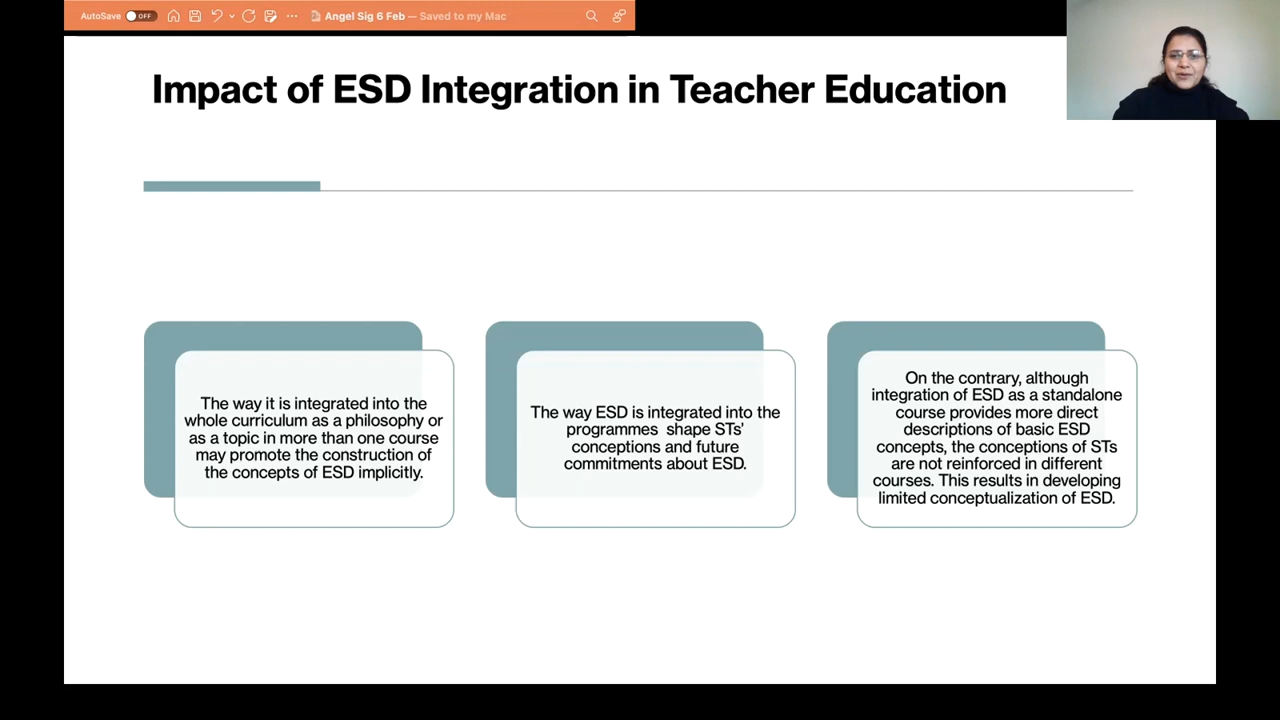 AutoSave OFF Angel Sig 6 Feb — Saved to my Mac
Impact of ESD Integration in Teacher Education
The way it is integrated into the
whole curriculum as a philosophy or
as a topic in more than one course
may promote the construction of
the concepts of ESD implicitly.
The way ESD is integrated into the
programmes shape STs'
conceptions and future
commitments about ESD.
On the contrary, although
integration of ESD as a standalone
course provides more direct
descriptions of basic ESD
concepts, the conceptions of STs
are not reinforced in different
courses. This results in developing
limited conceptualization of ESD.